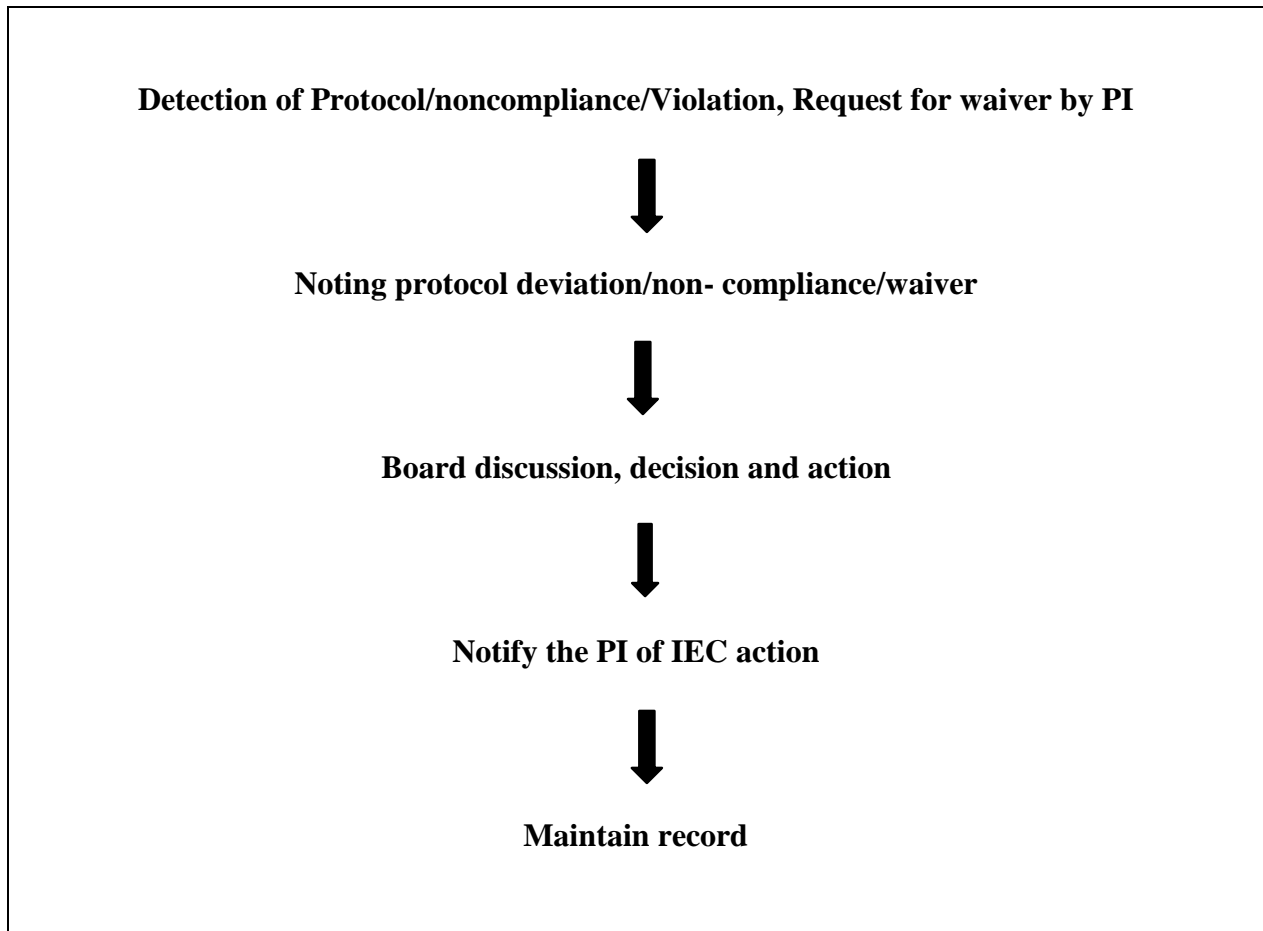 Detection of Protocol/noncompliance/Violation, Request for waiver by PI
Noting protocol deviation/non- compliance/waiver
Board discussion, decision and action
Notify the PI of IEC action
Maintain record